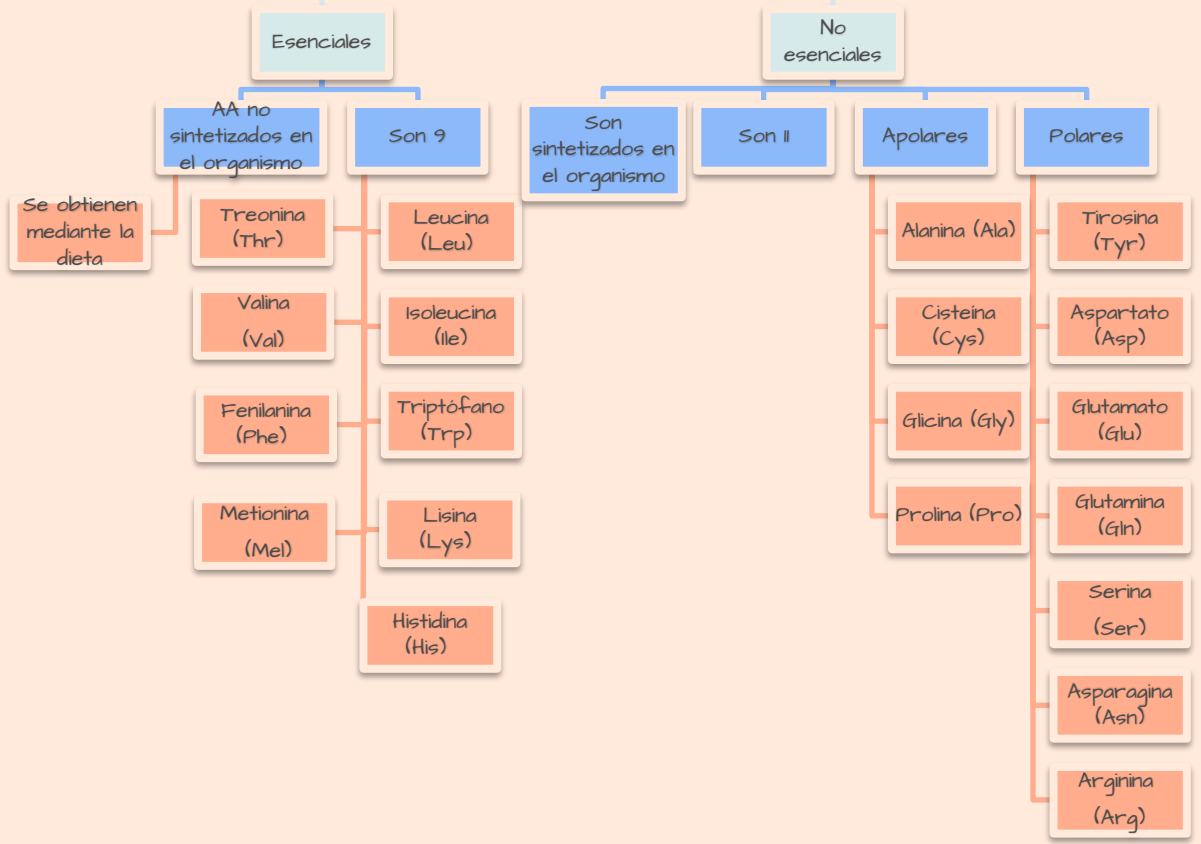 Esenciales
AA no
sintetizados en
el organismo
Son 9
Se obtienen
mediante la
dieta
Treonina
(Thr)
Leucina
(Leu)
Valina
(Val)
Isoleucina
(Ile)
Fenilanina
(Phe)
Triptófano
(Trp)
Metionina
(Mel)
Lisina
(Lys)
Histidina
(His)
No
esenciales
Son
sintetizados en
el organismo
Son 11
Apolares
Polares
Alanina (Ala)
Cisteína
(Cys)
Glicina (Gly)
Prolina (Pro)
Tirosina
(Tyr)
Aspartato
(Asp)
Glutamato
(Glu)
Glutamina
(Gln)
Serina
(Ser)
Asparagina
(Asn)
Arginina
(Arg)